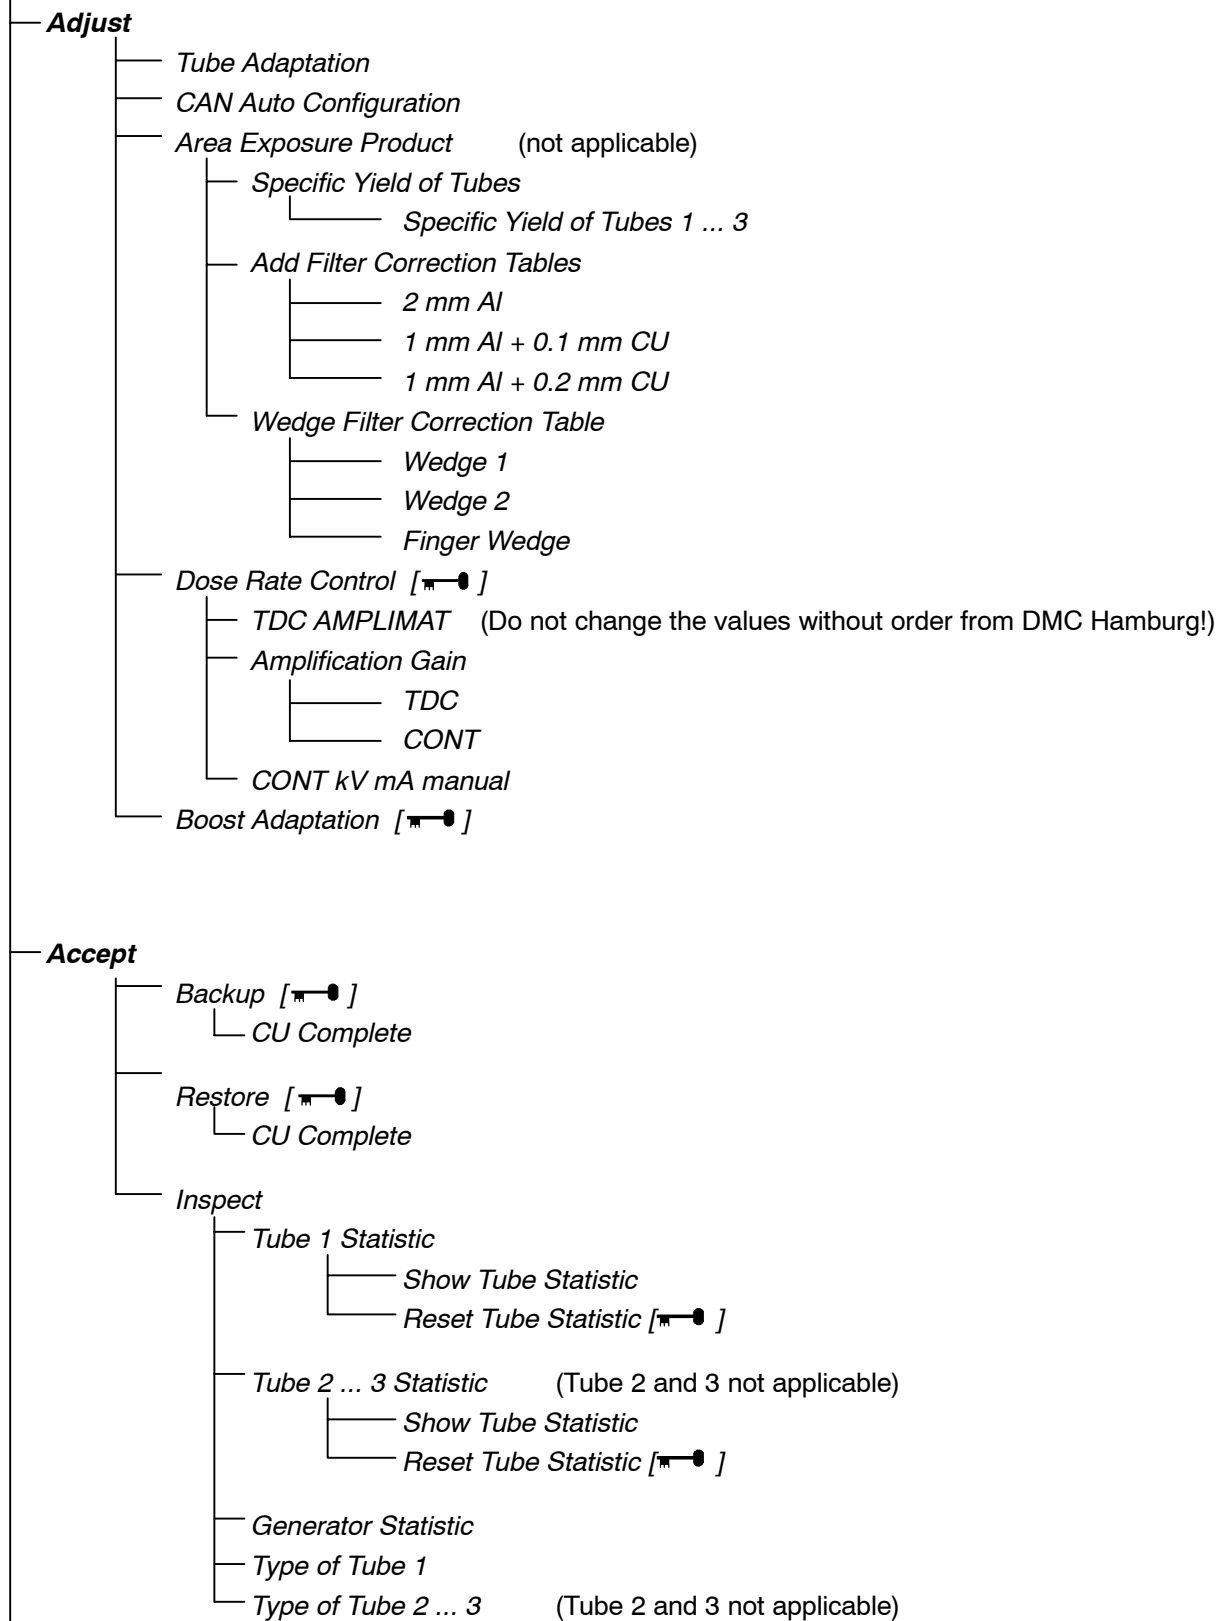 Adjust
Tube Adaptation
CAN Auto Configuration
Area Exposure Product (not applicable)
Specific Yield of Tubes
Specific Yield of Tubes 1 ... 3
Add Filter Correction Tables
2 mm Al
1 mm Al + 0.1 mm CU
1 mm Al + 0.2 mm CU
Wedge Filter Correction Table
Wedge 1
Wedge 2
Finger Wedge
Dose Rate Control [ ]
TDC AMPLIMAT (Do not change the values without order from DMC Hamburg!)
Amplification Gain
TDC
CONT
CONT kV mA manual
Boost Adaptation [ ]
Accept
Backup [ ]
CU Complete
Restore [ ]
CU Complete
Inspect
Tube 1 Statistic
Show Tube Statistic
Reset Tube Statistic [ ]
Tube 2 ... 3 Statistic (Tube 2 and 3 not applicable)
Show Tube Statistic
Reset Tube Statistic [ ]
Generator Statistic
Type of Tube 1
Type of Tube 2 ... 3 (Tube 2 and 3 not applicable)